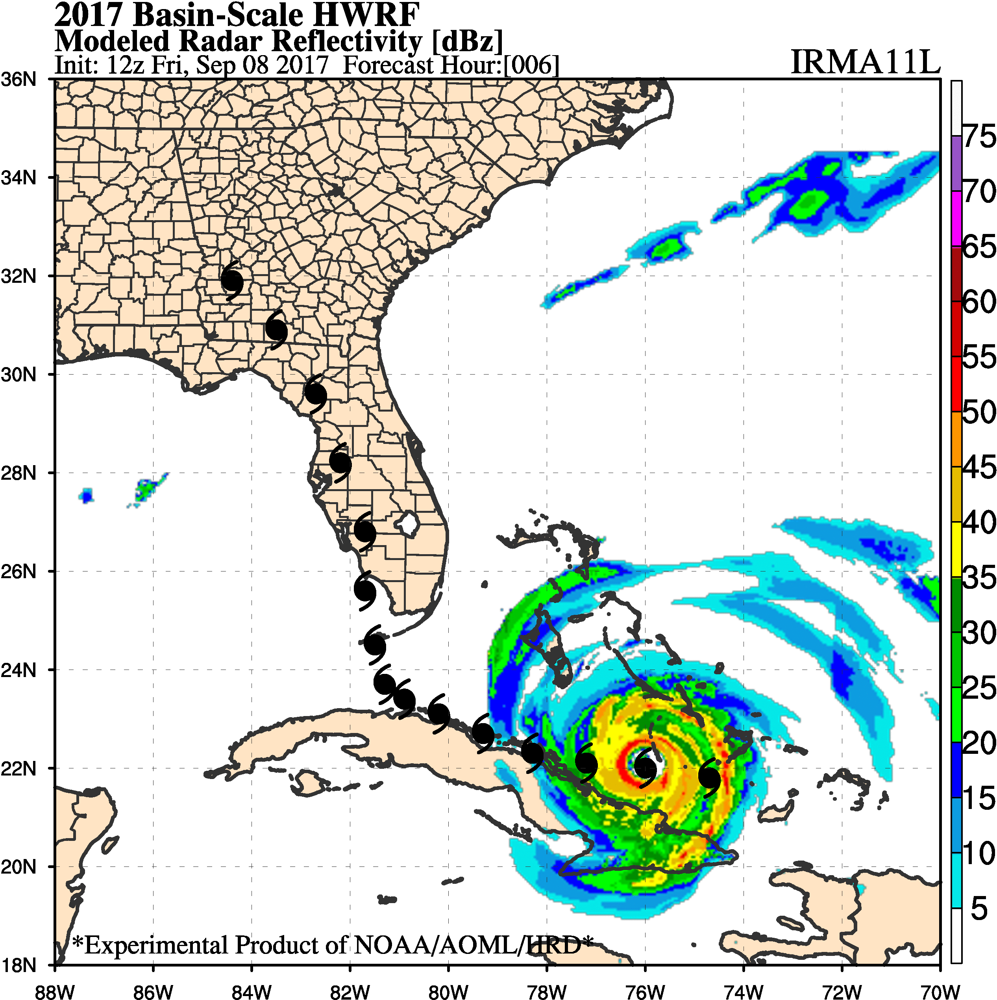 2017 Basin-Scale HWRF
Modeled Radar Reflectivity [dBz]
Init: 12z Fri, Sep 08 2017 Forecast Hour:[006]
IRMA11L
36N
34N
32N
30N
28N
26N
24N
22N
20N
18N
75
70
65
60
55
50
45
40
35
30
25
20
15
10
5
*Experimental Product of NOAA/AOML/HRD*
88W 86W 84W 82W 80W 78W 76W 74W 72W 70W